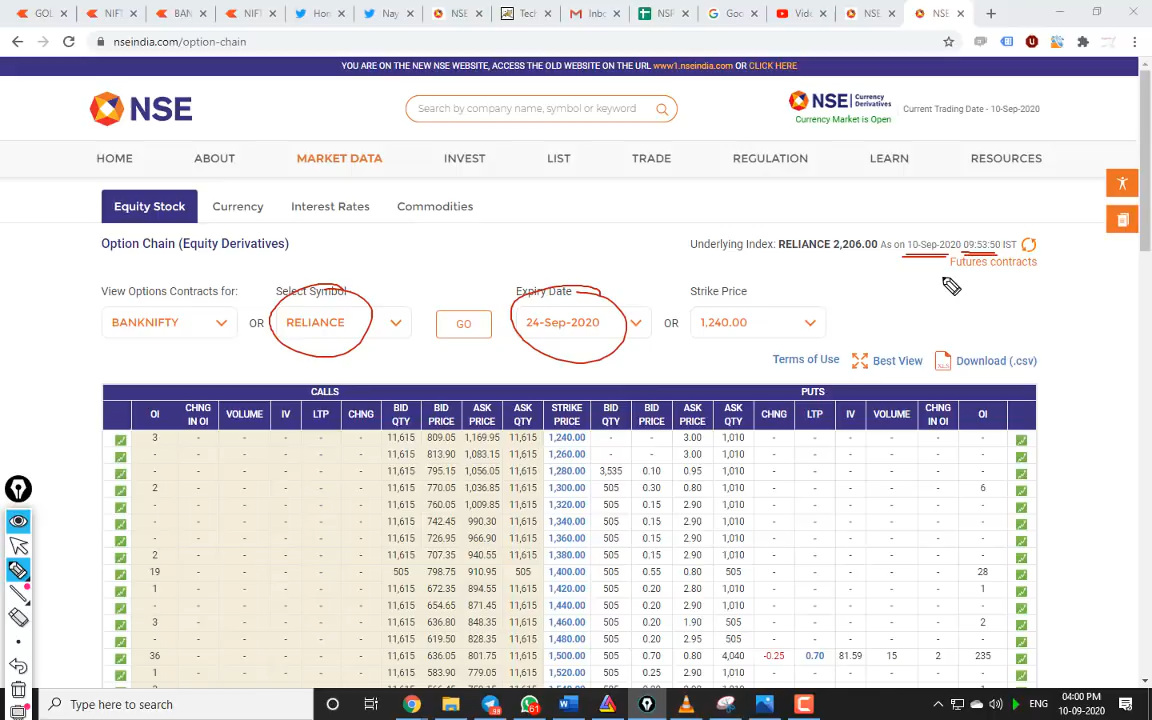 GOL
NIFT
BAN
NIFT
Hon
Nay
NSE
Tech
Inbo
NSF
Goo
Vide
NSE
NSE
nseindia.com/option-chain
YOU ARE ON THE NEW NSE WEBSITE, ACCESS THE OLD WEBSITE ON THE URL www1.nseindia.com OR CLICK HERE
NSE
Search by company name, symbol or keyword
NSE Currency Derivatives
Currency Market is Open
Current Trading Date - 10-Sep-2020
HOME ABOUT MARKET DATA INVEST LIST TRADE REGULATION LEARN RESOURCES
Equity Stock Currency Interest Rates Commodities
Option Chain (Equity Derivatives)
Underlying Index: RELIANCE 2,206.00 As on 10-Sep-2020 09:53:50 IST
Futures contracts
View Options Contracts for: Select Symbol Expiry Date Strike Price
BANKNIFTY OR RELIANCE GO 24-Sep-2020 OR 1,240.00
Terms of Use Best View XLS Download (.csv)
CALLS PUTS
OI CHNG IN OI VOLUME IV LTP CHNG BID QTY BID PRICE ASK PRICE ASK QTY STRIKE PRICE BID QTY BID PRICE ASK PRICE ASK QTY CHNG LTP IV VOLUME CHNG IN OI OI
3 - - - - - 11,615 809.05 1,169.95 11,615 1,240.00 - - 3.00 1,010 - - - - - -
- - - - - - 11,615 813.90 1,083.15 11,615 1,260.00 - - 3.00 1,010 - - - - - -
- - - - - - 11,615 795.15 1,056.05 11,615 1,280.00 3,535 0.10 0.95 1,010 - - - - - -
2 - - - - - 11,615 770.05 1,036.85 11,615 1,300.00 505 0.30 0.80 1,010 - - - - - 6
- - - - - - 11,615 760.05 1,009.85 11,615 1,320.00 505 0.15 2.90 1,010 - - - - - -
- - - - - - 11,615 742.45 990.30 11,615 1,340.00 505 0.15 2.90 1,010 - - - - - -
- - - - - - 11,615 726.95 966.90 11,615 1,360.00 505 0.15 2.90 1,010 - - - - - -
2 - - - - - 11,615 707.35 940.55 11,615 1,380.00 505 0.15 2.90 1,010 - - - - - -
19 - - - - - 505 798.75 910.95 505 1,400.00 505 0.55 0.80 505 - - - - - 28
1 - - - - - 11,615 672.35 894.55 11,615 1,420.00 505 0.20 2.80 1,010 - - - - - 1
- - - - - - 11,615 654.65 871.45 11,615 1,440.00 505 0.20 2.90 1,010 - - - - - -
3 - - - - - 11,615 636.80 848.35 11,615 1,460.00 505 0.20 1.90 1,010 - - - - - 2
- - - - - - 11,615 619.50 828.35 11,615 1,480.00 505 0.20 2.95 505 - - - - - -
36 - - - - - 11,615 636.05 801.75 11,615 1,500.00 505 0.70 0.80 4,040 -0.25 0.70 81.59 15 2 235
1 - - - - - 11,615 583.90 779.05 11,615 1,520.00 505 0.25 2.90 1,010 - - - - - -
Type here to search
ENG
04:00 PM
10-09-2020